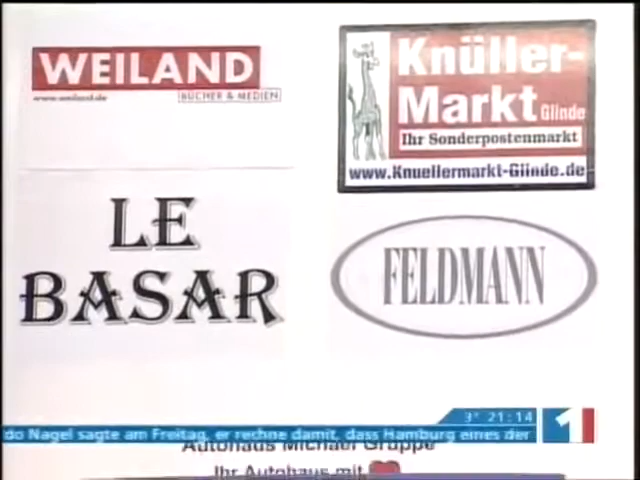 WEILAND
www.weiland.de
BÜCHER & MEDIEN
Knüller-
Markt Glinde
Ihr Sonderpostenmarkt
www.Knuellermarkt-Glinde.de
LE
BASAR
FELDMANN
3° 21:14
do Nagel sagte am Freitag, er rechne damit, dass Hamburg eines der
1
Autohaus Michael Gruppe
Ihr Autohaus mit